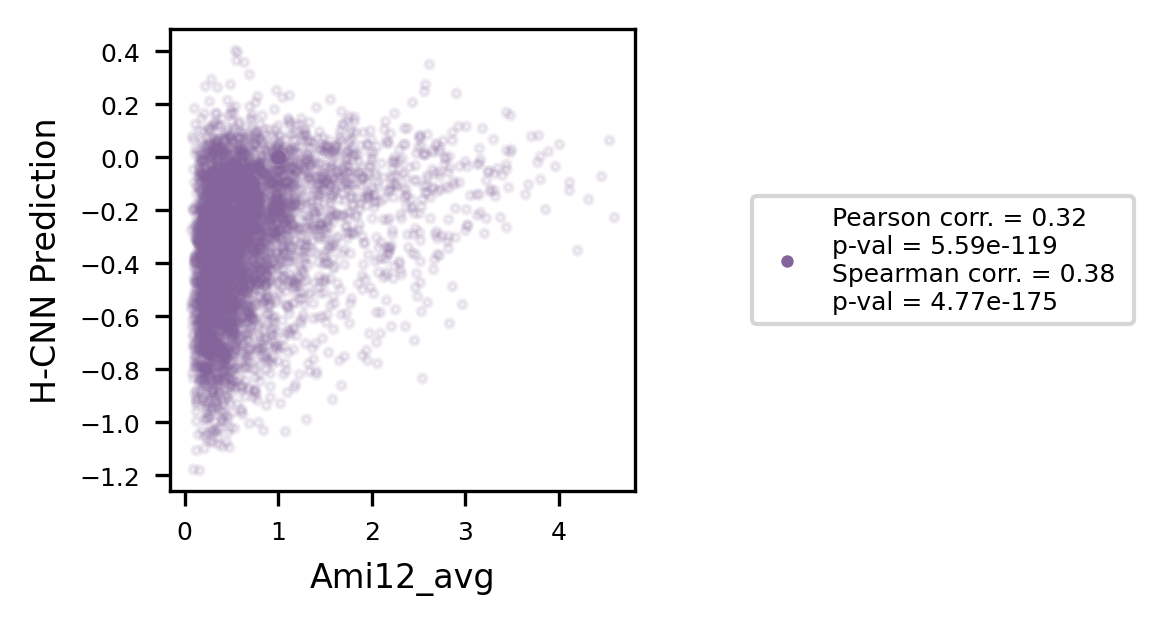 0.4
0.2
0.0
−0.2
−0.4
−0.6
−0.8
−1.0
−1.2
H-CNN Prediction
0 1 2 3 4
Ami12_avg
Pearson corr. = 0.32
p-val = 5.59e-119
Spearman corr. = 0.38
p-val = 4.77e-175